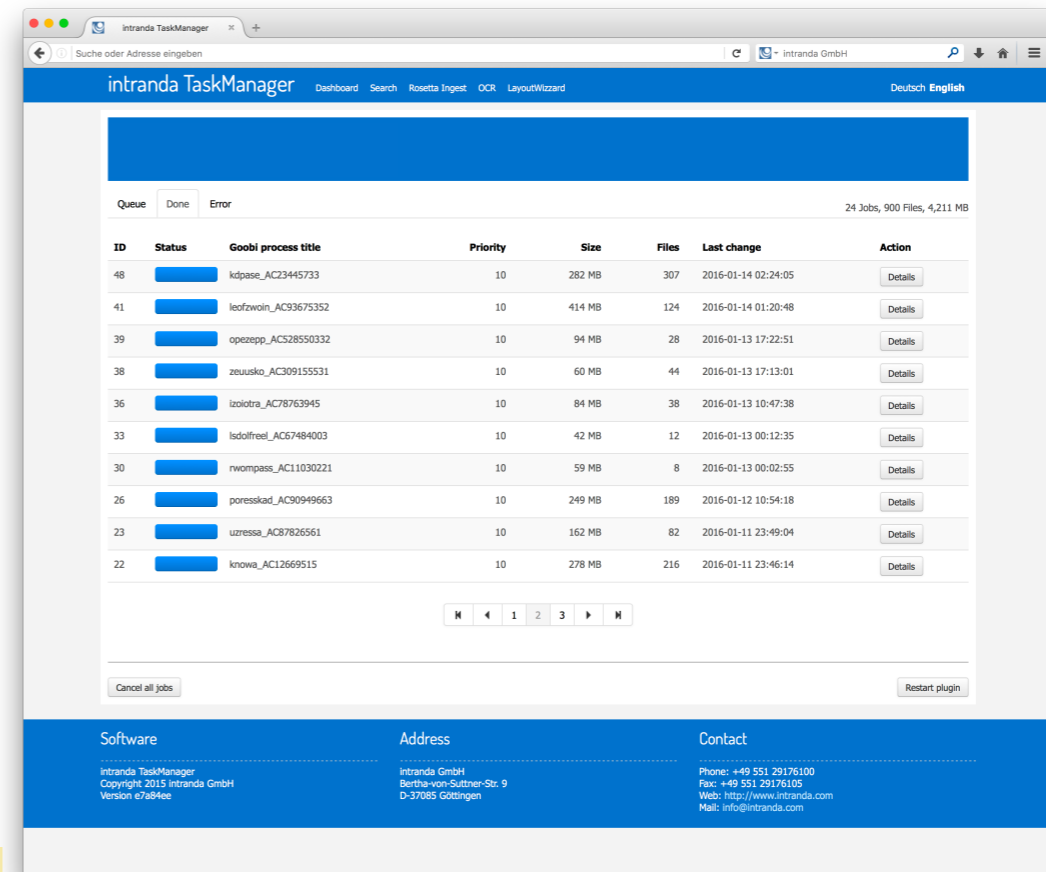 intranda TaskManager × +
Suche oder Adresse eingeben intranda GmbH
intranda TaskManager Dashboard Search Rosetta Ingest OCR LayoutWizzard Deutsch English
Queue Done Error
24 Jobs, 900 Files, 4,211 MB
ID Status Goobi process title Priority Size Files Last change Action
48 kdpase_AC23445733 10 282 MB 307 2016-01-14 02:24:05 Details
41 leofzwoin_AC93675352 10 414 MB 124 2016-01-14 01:20:48 Details
39 opezepp_AC528550332 10 94 MB 28 2016-01-13 17:22:51 Details
38 zeuusko_AC309155531 10 60 MB 44 2016-01-13 17:13:01 Details
36 izoiotra_AC78763945 10 84 MB 38 2016-01-13 10:47:38 Details
33 lsdolfreel_AC67484003 10 42 MB 12 2016-01-13 00:12:35 Details
30 rwompass_AC11030221 10 59 MB 8 2016-01-13 00:02:55 Details
26 poresskad_AC90949663 10 249 MB 189 2016-01-12 10:54:18 Details
23 uzressa_AC87826561 10 162 MB 82 2016-01-11 23:49:04 Details
22 knowa_AC12669515 10 278 MB 216 2016-01-11 23:46:14 Details
1 2 3
Cancel all jobs Restart plugin
Software
intranda TaskManager
Copyright 2015 intranda GmbH
Version e7a84ee
Address
intranda GmbH
Bertha-von-Suttner-Str. 9
D-37085 Göttingen
Contact
Phone: +49 551 29176100
Fax: +49 551 29176105
Web: http://www.intranda.com
Mail: info@intranda.com